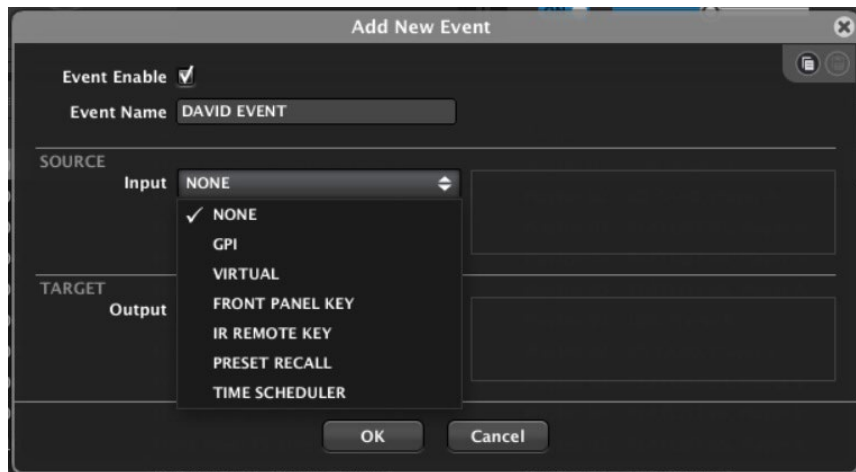 Add New Event
Event Enable
Event Name DAVID EVENT
SOURCE
Input NONE
NONE
GPI
VIRTUAL
TARGET
FRONT PANEL KEY
Output
IR REMOTE KEY
PRESET RECALL
TIME SCHEDULER
OK Cancel